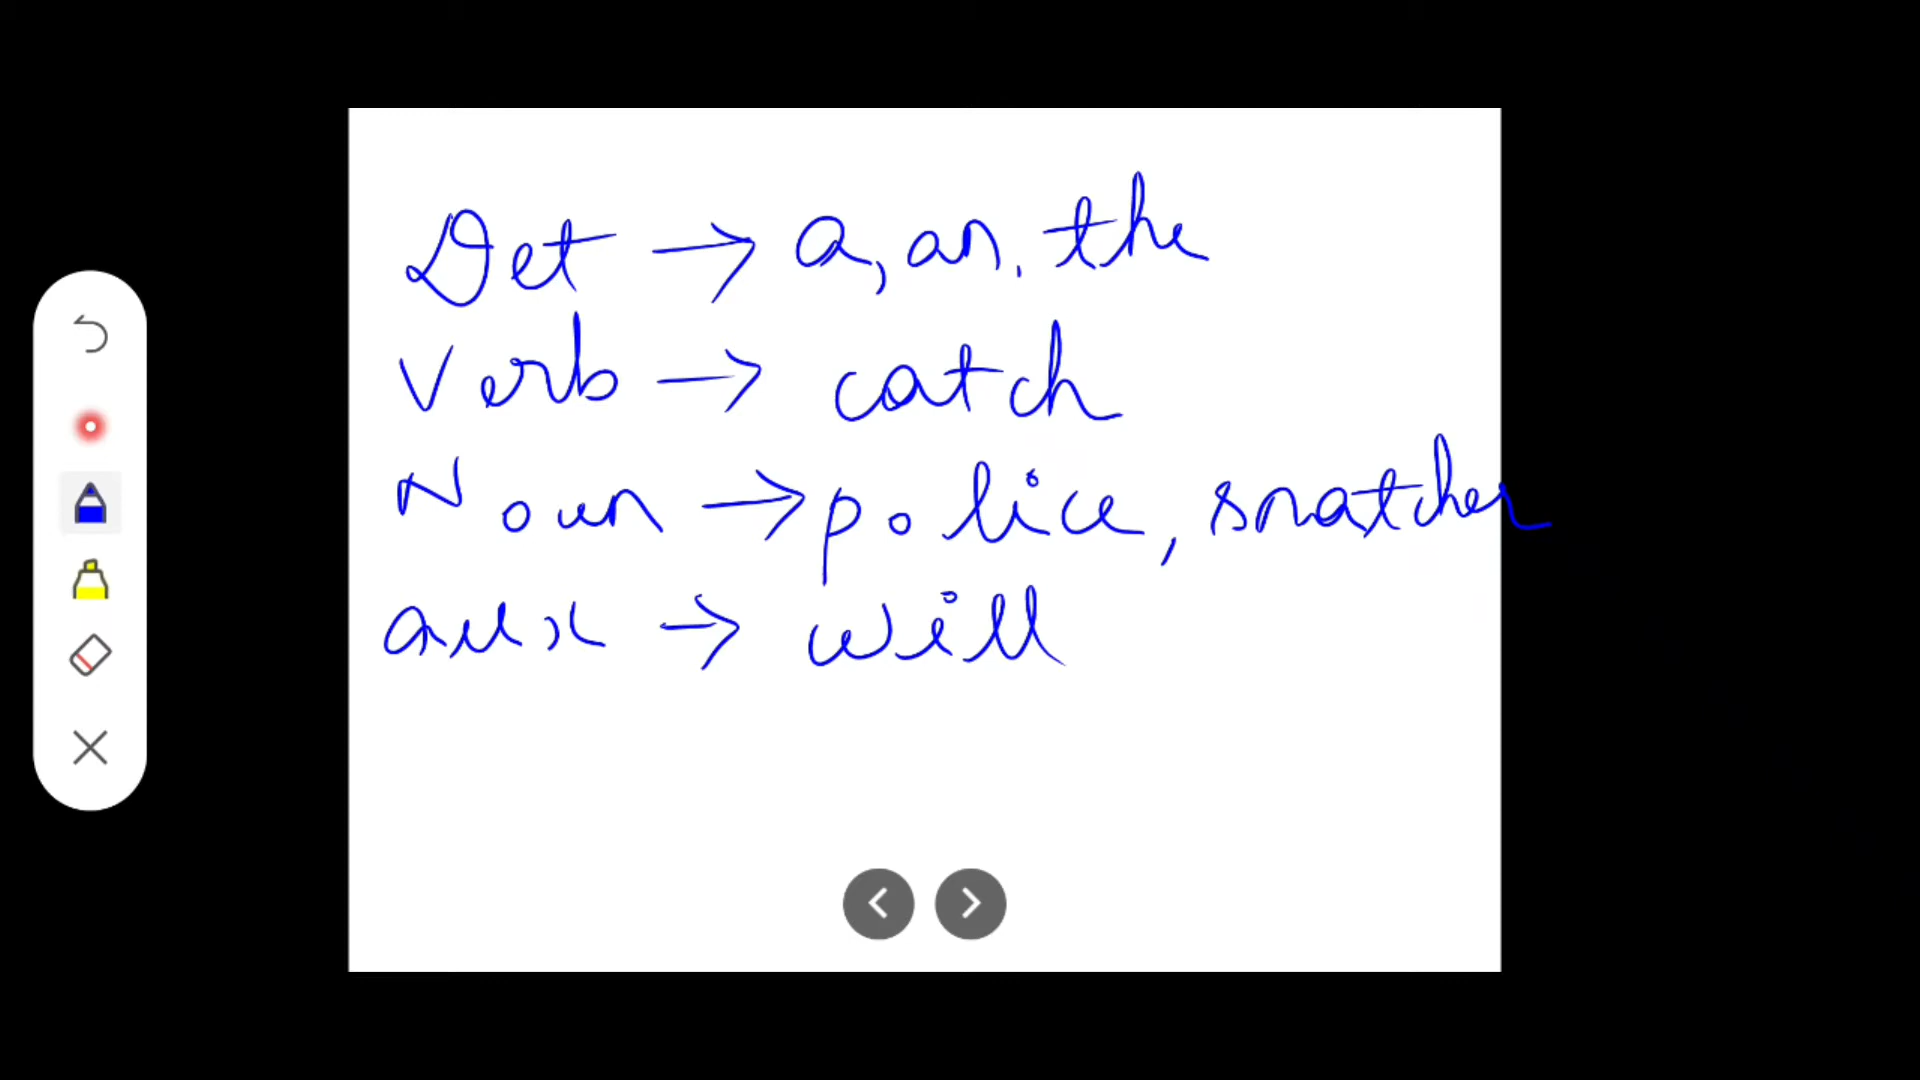 Det → a, an, the
Verb → catch
Noun → police, snatcher
aux → will